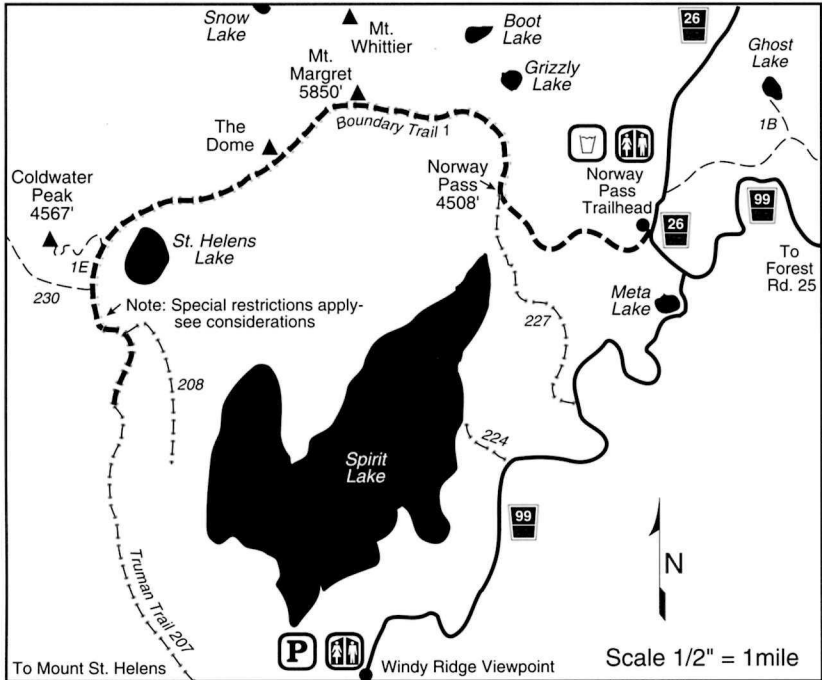 Snow
Lake
Mt.
Whittier
Boot
Lake
26
Ghost
Lake
Mt.
Margret
5850'
Grizzly
Lake
Boundary Trail 1
1B
The
Dome
Norway
Pass
4508'
Norway
Pass
Trailhead
99
Coldwater
Peak
4567'
26
St. Helens
Lake
1E
To
Forest
Rd. 25
230
Meta
Lake
Note: Special restrictions apply-
see considerations
227
208
224
Spirit
Lake
99
N
Truman Trail 207
P
To Mount St. Helens
Windy Ridge Viewpoint
Scale 1/2" = 1mile